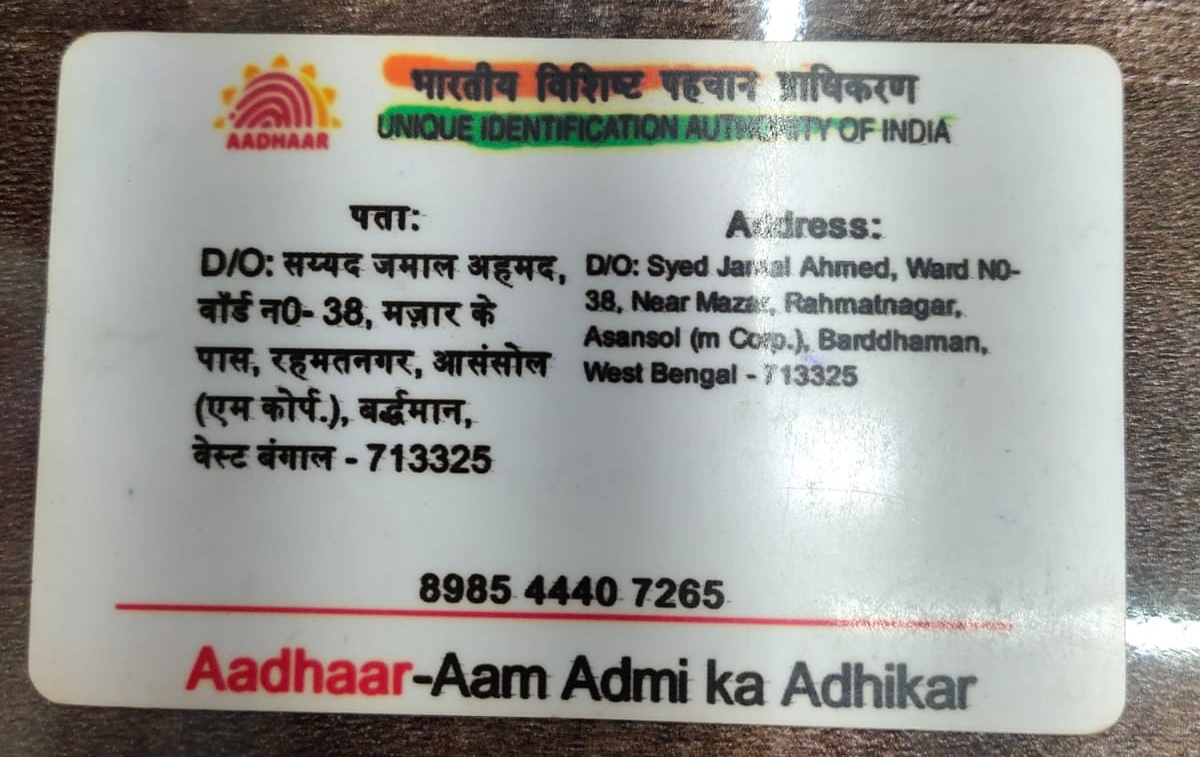 भारतीय विशिष्ट पहचान प्राधिकरण
AADHAAR
UNIQUE IDENTIFICATION AUTHORITY OF INDIA
पता:
D/O: सय्यद जमाल अहमद,
वॉर्ड न0- 38, मज़ार के
पास, रहमतनगर, आसंसोल
(एम कोर्प.), बर्द्धमान,
वेस्ट बंगाल - 713325
Address:
D/O: Syed Jamal Ahmed, Ward N0-
38, Near Mazar, Rahmatnagar,
Asansol (m Corp.), Barddhaman,
West Bengal - 713325
8985 4440 7265
Aadhaar-Aam Admi ka Adhikar